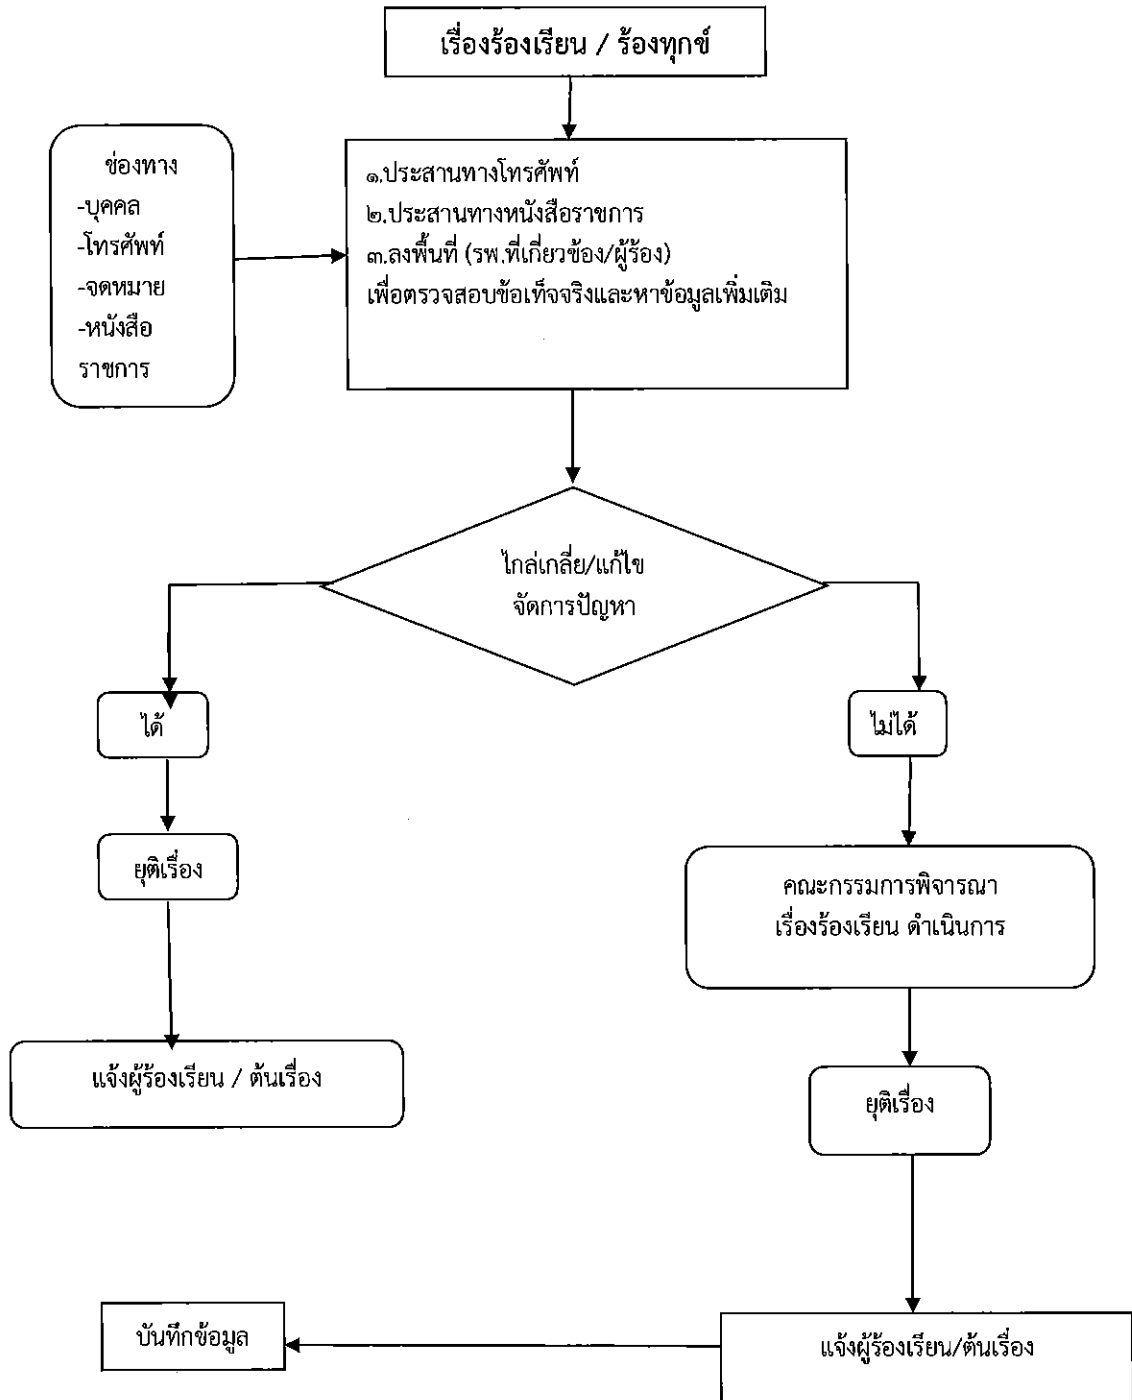 เรื่องร้องเรียน / ร้องทุกข์
ช่องทาง
-บุคคล
-โทรศัพท์
-จดหมาย
-หนังสือ
ราชการ
๑.ประสานทางโทรศัพท์
๒.ประสานทางหนังสือราชการ
๓.ลงพื้นที่ (รพ.ที่เกี่ยวข้อง/ผู้ร้อง)
เพื่อตรวจสอบข้อเท็จจริงและหาข้อมูลเพิ่มเติม
ไกล่เกลี่ย/แก้ไข
จัดการปัญหา
ได้
ไม่ได้
ยุติเรื่อง
คณะกรรมการพิจารณา
เรื่องร้องเรียน ดำเนินการ
แจ้งผู้ร้องเรียน / ต้นเรื่อง
ยุติเรื่อง
บันทึกข้อมูล
แจ้งผู้ร้องเรียน/ต้นเรื่อง